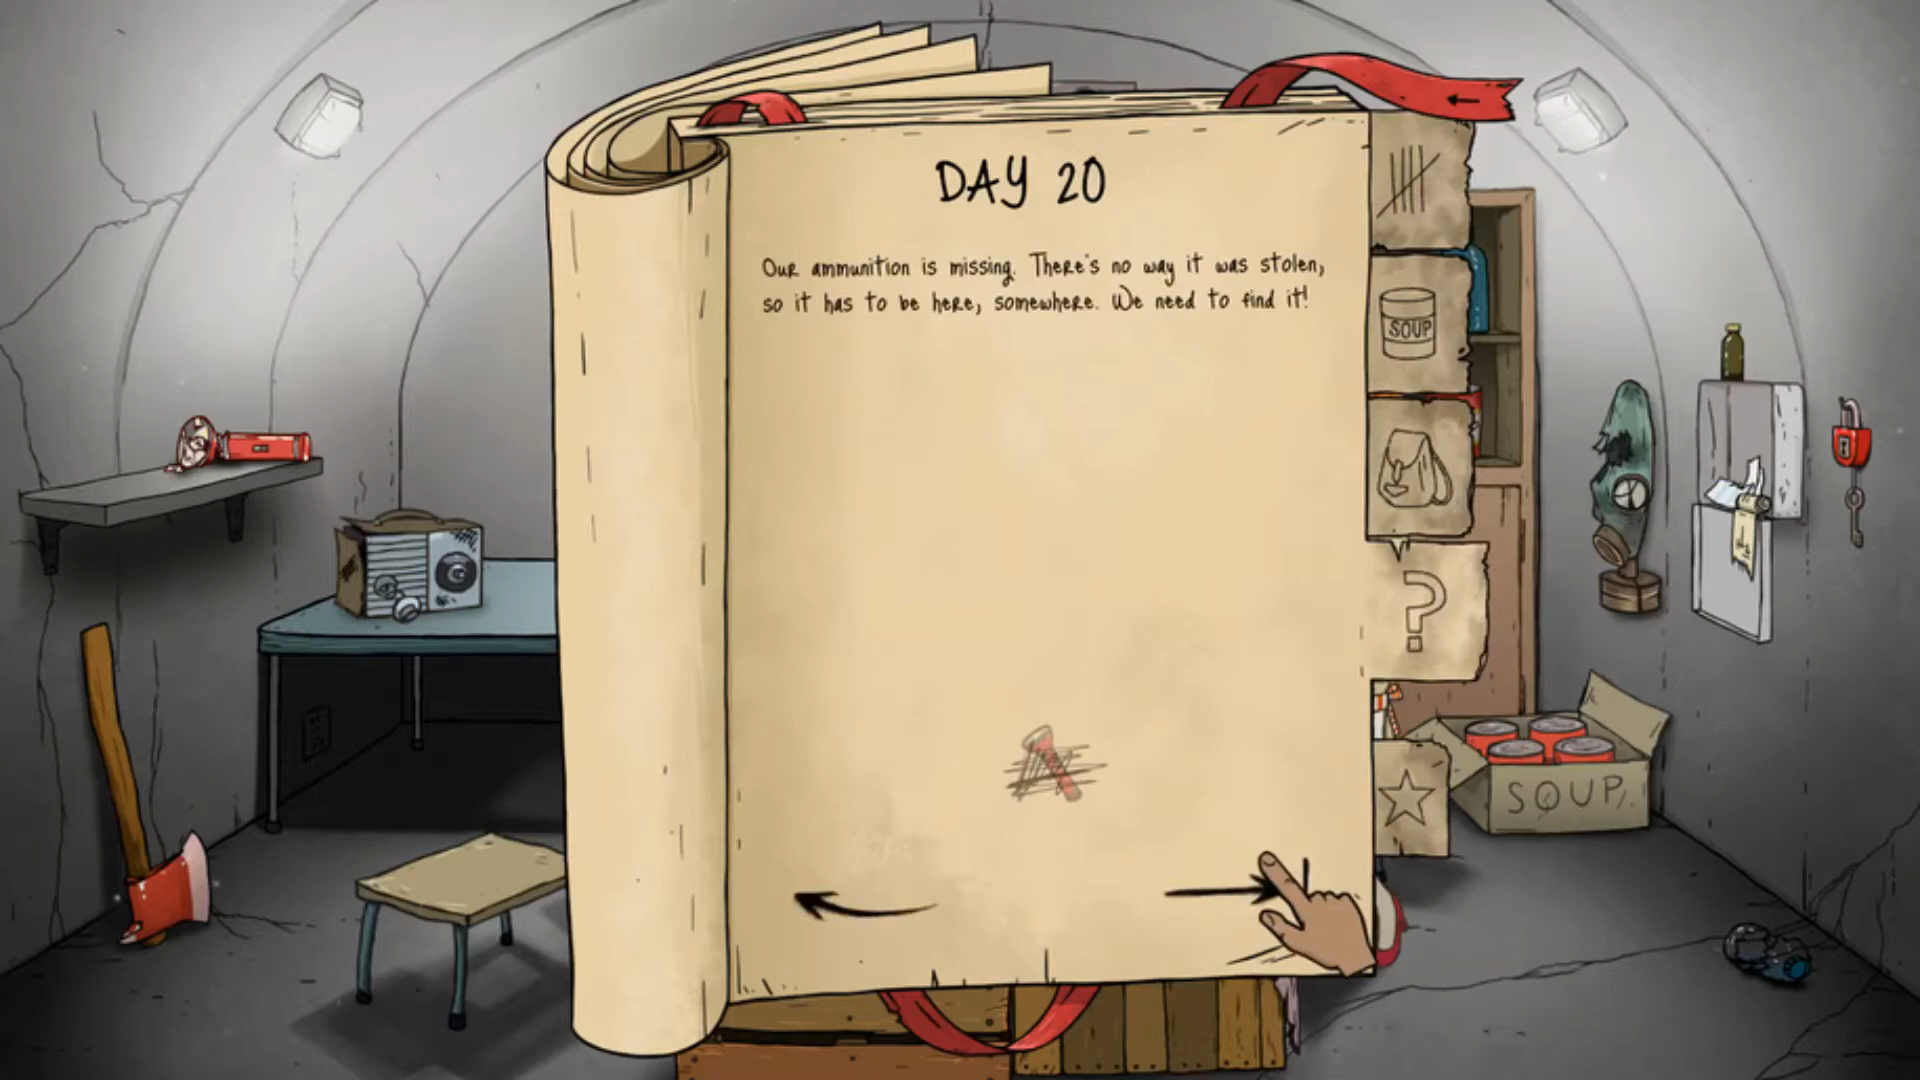 DAY 20
Our ammunition is missing. There's no way it was stolen,
so it has to be here, somewhere. We need to find it!
SOUP
SOUP